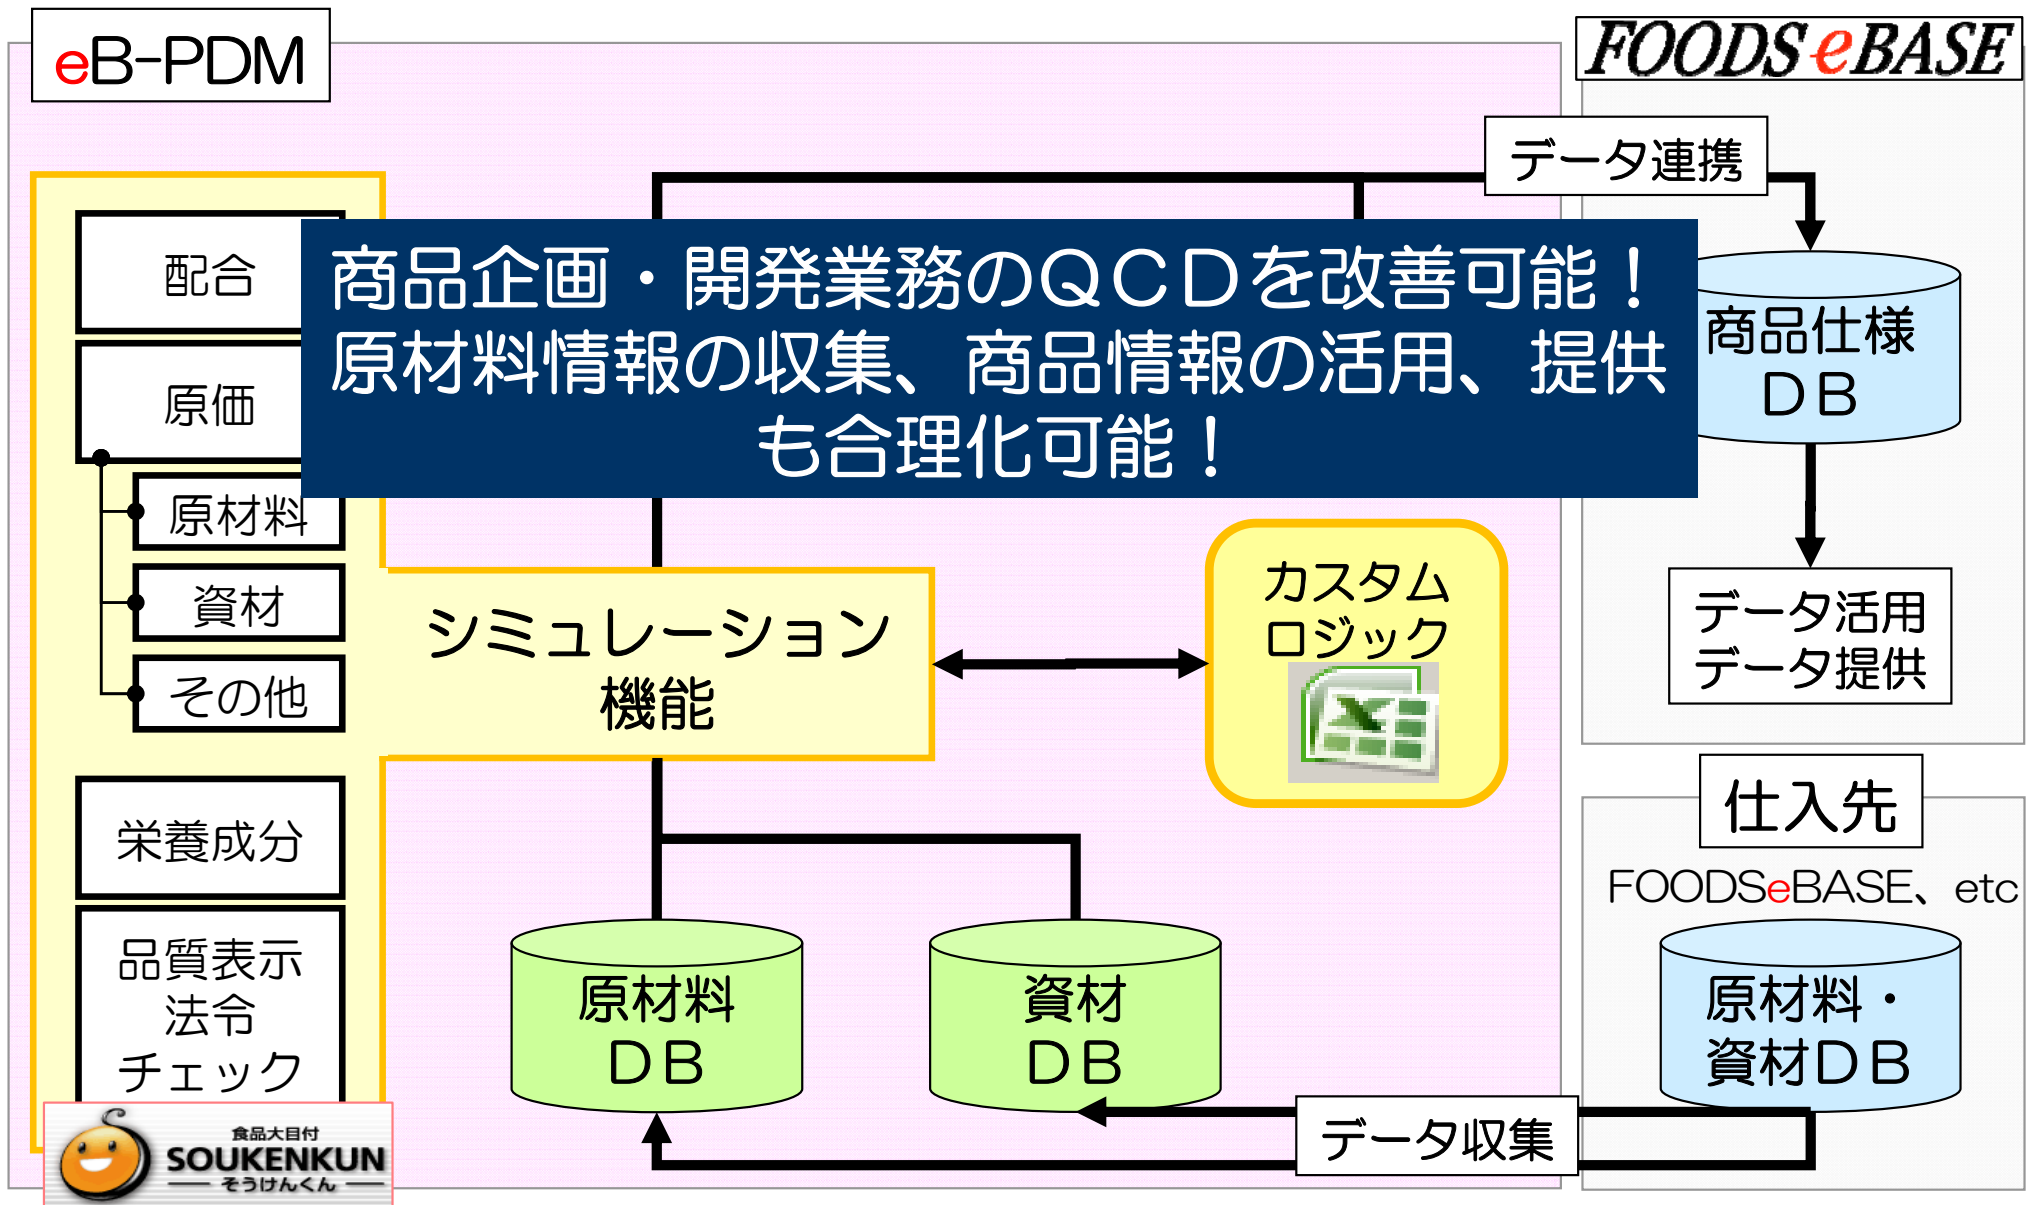 eB-PDM
FOODS eBASE
データ連携
商品企画・開発業務のＱＣＤを改善可能！
原材料情報の収集、商品情報の活用、提供
も合理化可能！
配合
原価
原材料
資材
その他
栄養成分
品質表示
法令
チェック
食品大目付
SOUKENKUN
そうけんくん
シミュレーション
機能
カスタム
ロジック
原材料
ＤＢ
資材
ＤＢ
データ収集
商品仕様
ＤＢ
データ活用
データ提供
仕入先
FOODSeBASE、etc
原材料・
資材ＤＢ